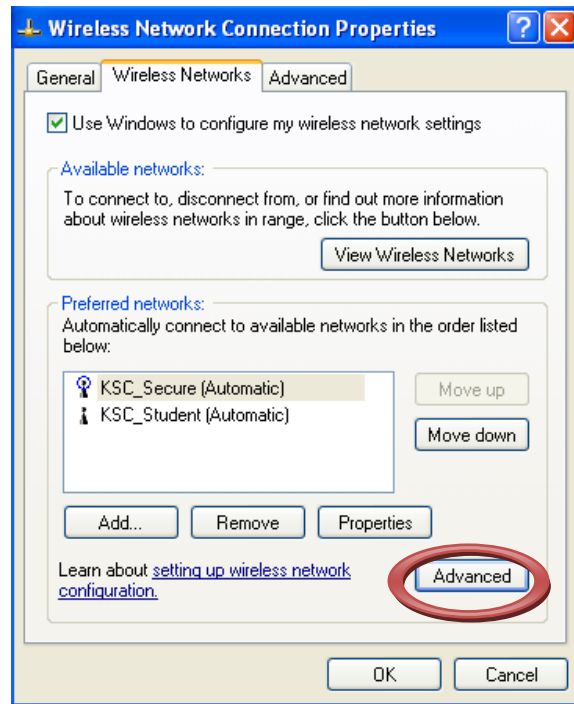 Wireless Network Connection Properties
General Wireless Networks Advanced
Use Windows to configure my wireless network settings
Available networks:
To connect to, disconnect from, or find out more information
about wireless networks in range, click the button below.
View Wireless Networks
Preferred networks:
Automatically connect to available networks in the order listed
below:
KSC_Secure (Automatic)
KSC_Student (Automatic)
Move up
Move down
Add... Remove Properties
Learn about setting up wireless network
configuration.
Advanced
OK Cancel